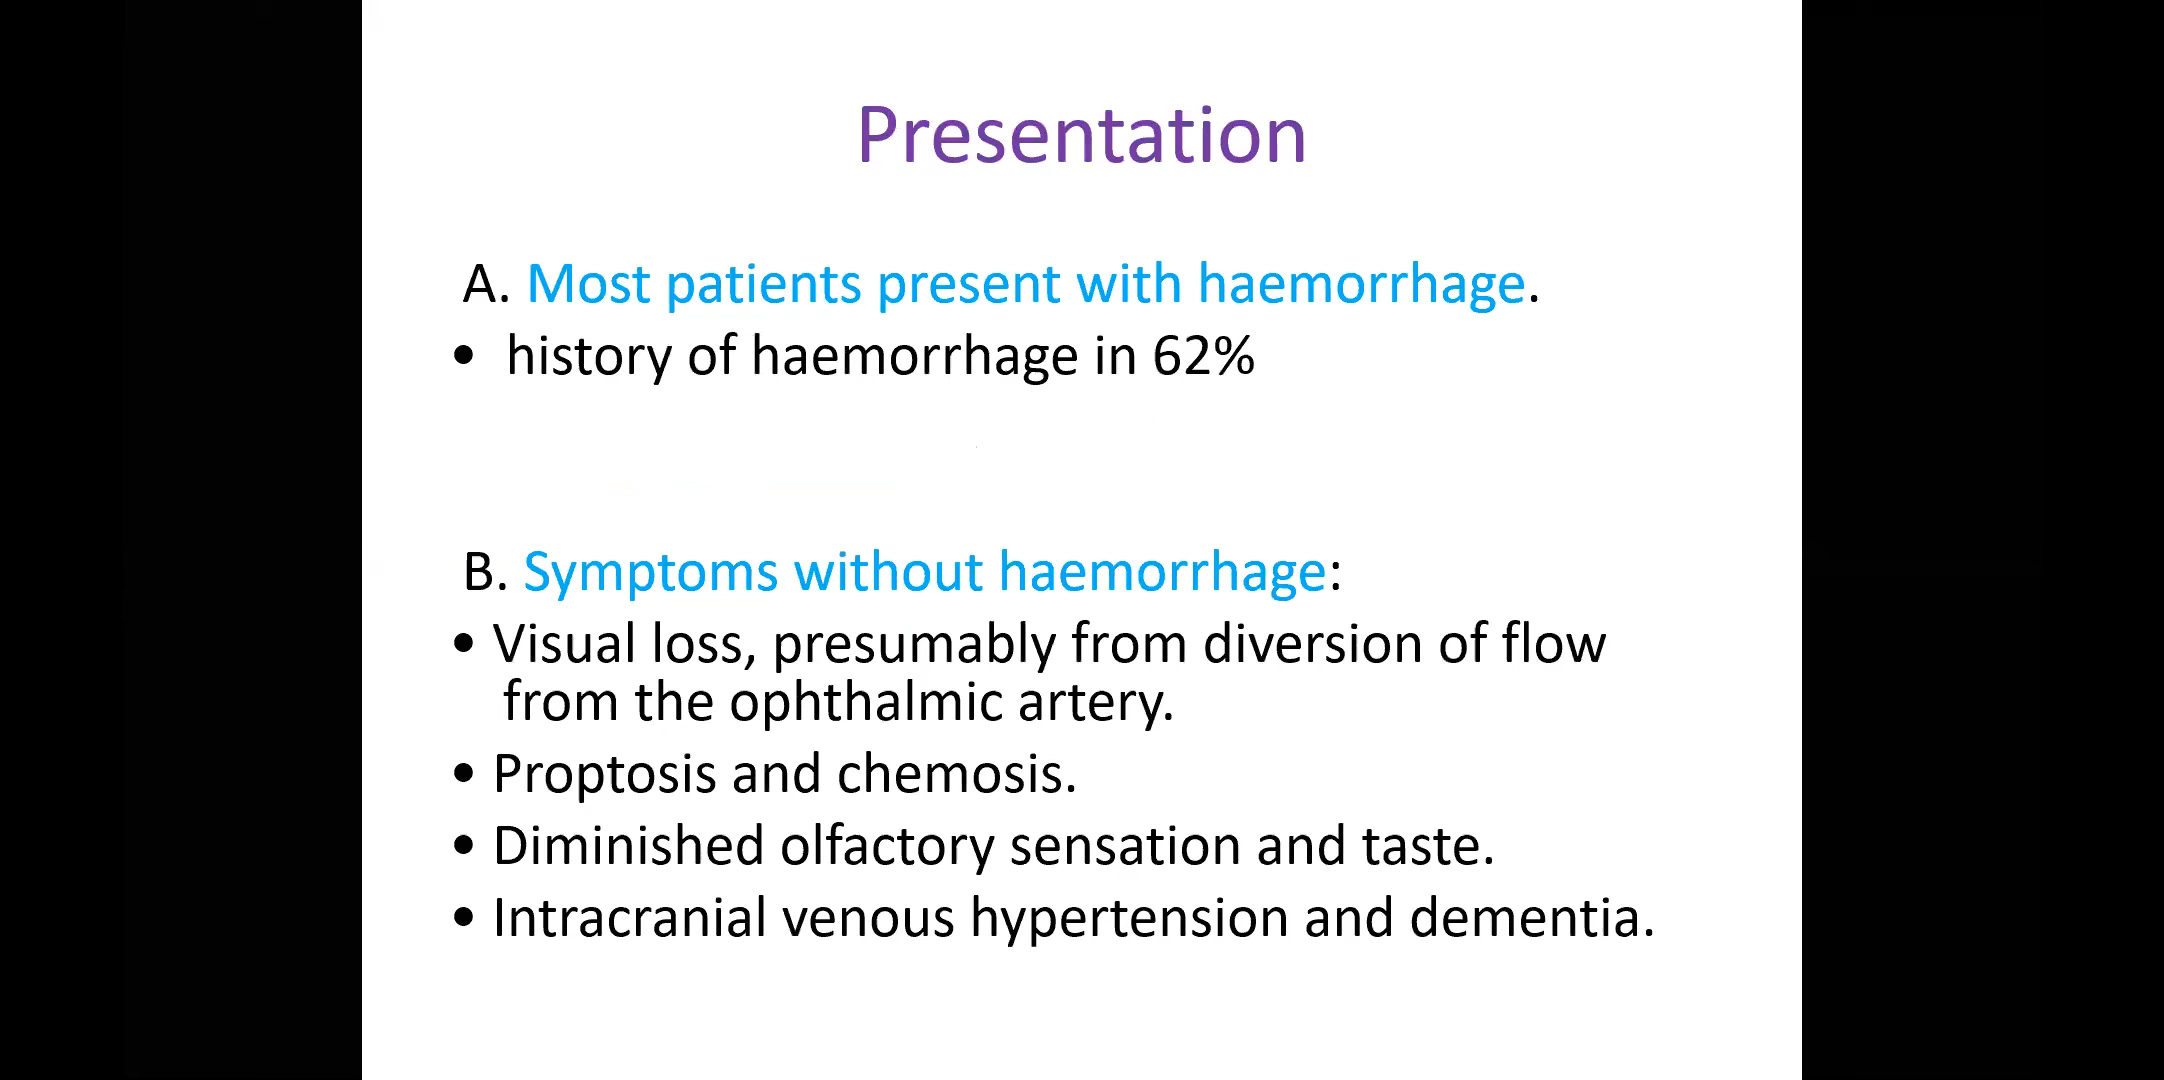 Presentation
A. Most patients present with haemorrhage.
• history of haemorrhage in 62%
B. Symptoms without haemorrhage:
• Visual loss, presumably from diversion of flow
from the ophthalmic artery.
• Proptosis and chemosis.
• Diminished olfactory sensation and taste.
• Intracranial venous hypertension and dementia.